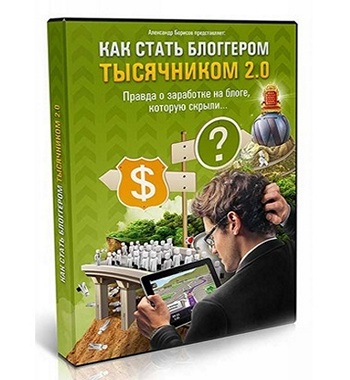 Александр Борисов представляет:
КАК СТАТЬ БЛОГГЕРОМ
ТЫСЯЧНИКОМ 2.0
Правда о заработке на блоге,
которую скрыли...
?
$
КАК СТАТЬ БЛОГГЕРОМ ТЫСЯЧНИКОМ 2.0